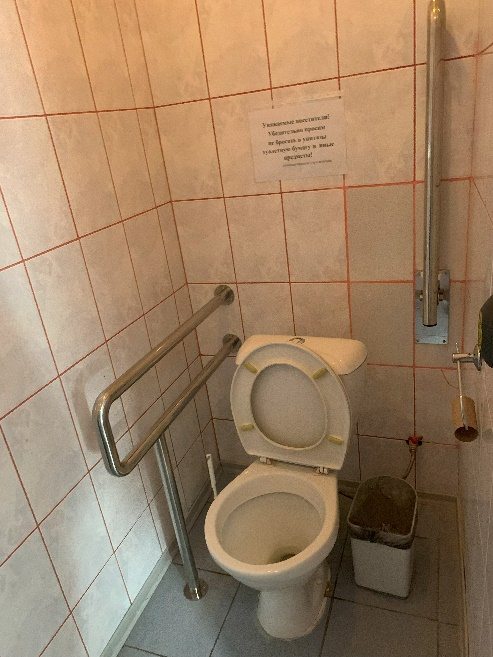 Уважаемые посетители!
Убедительно просим
не бросать в унитазы
туалетную бумагу и иные
предметы!